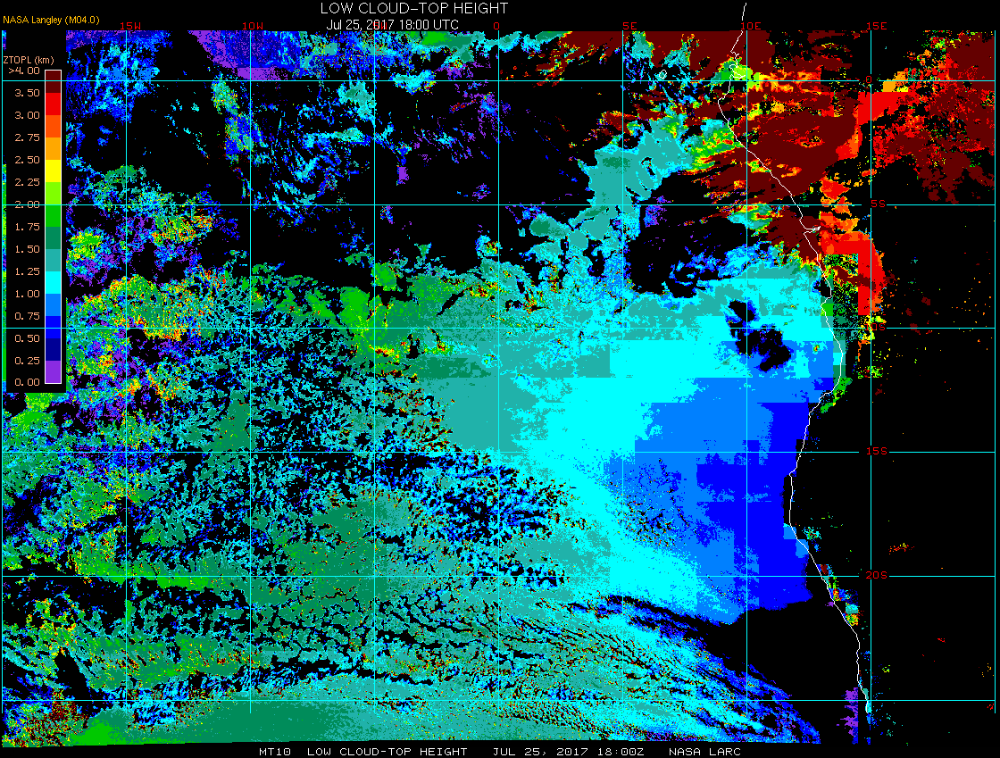 LOW CLOUD-TOP HEIGHT
NASA Langley (M04.0)
Jul 25, 2017 18:00 UTC
15W 10W 5E 10E 15E
0
ZTOPL (km)
>4.00
3.50
3.00
2.75
2.50
2.25
2.00
1.75
1.50
1.25
1.00
0.75
0.50
0.25
0.00
5S
15S
20S
MT10 LOW CLOUD-TOP HEIGHT JUL 25, 2017 18:00Z NASA LARC